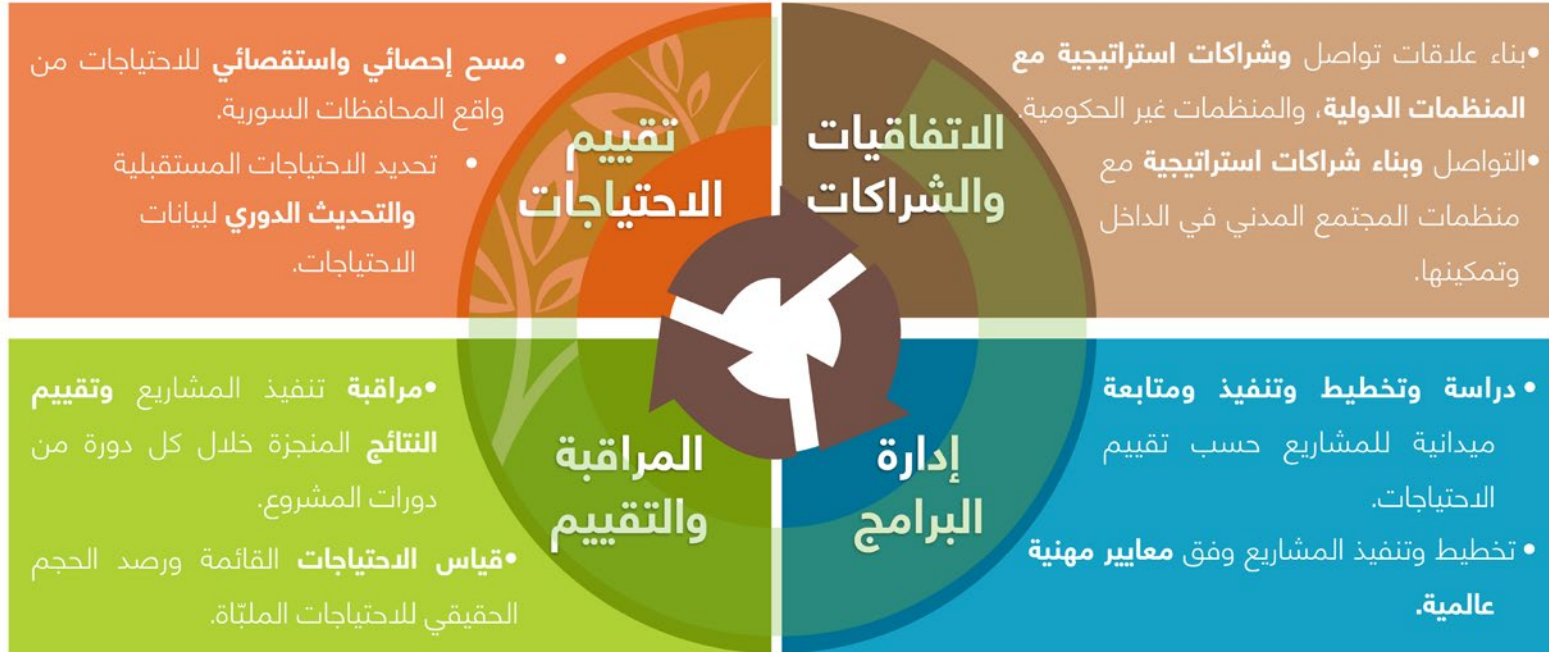 الاتفاقيات
والشراكات
•بناء علاقات تواصل وشراكات استراتيجية مع
المنظمات الدولية، والمنظمات غير الحكومية.
•التواصل وبناء شراكات استراتيجية مع
منظمات المجتمع المدني في الداخل
وتمكينها.
تقييم
الاحتياجات
• مسح إحصائي واستقصائي للاحتياجات من
واقع المحافظات السورية.
• تحديد الاحتياجات المستقبلية
والتحديث الدوري لبيانات
الاحتياجات.
إدارة
البرامج
• دراسة وتخطيط وتنفيذ ومتابعة
ميدانية للمشاريع حسب تقييم
الاحتياجات.
• تخطيط وتنفيذ المشاريع وفق معايير مهنية
عالمية.
المراقبة
والتقييم
•مراقبة تنفيذ المشاريع وتقييم
النتائج المنجزة خلال كل دورة من
دورات المشروع.
•قياس الاحتياجات القائمة ورصد الحجم
الحقيقي للاحتياجات الملبّاة.